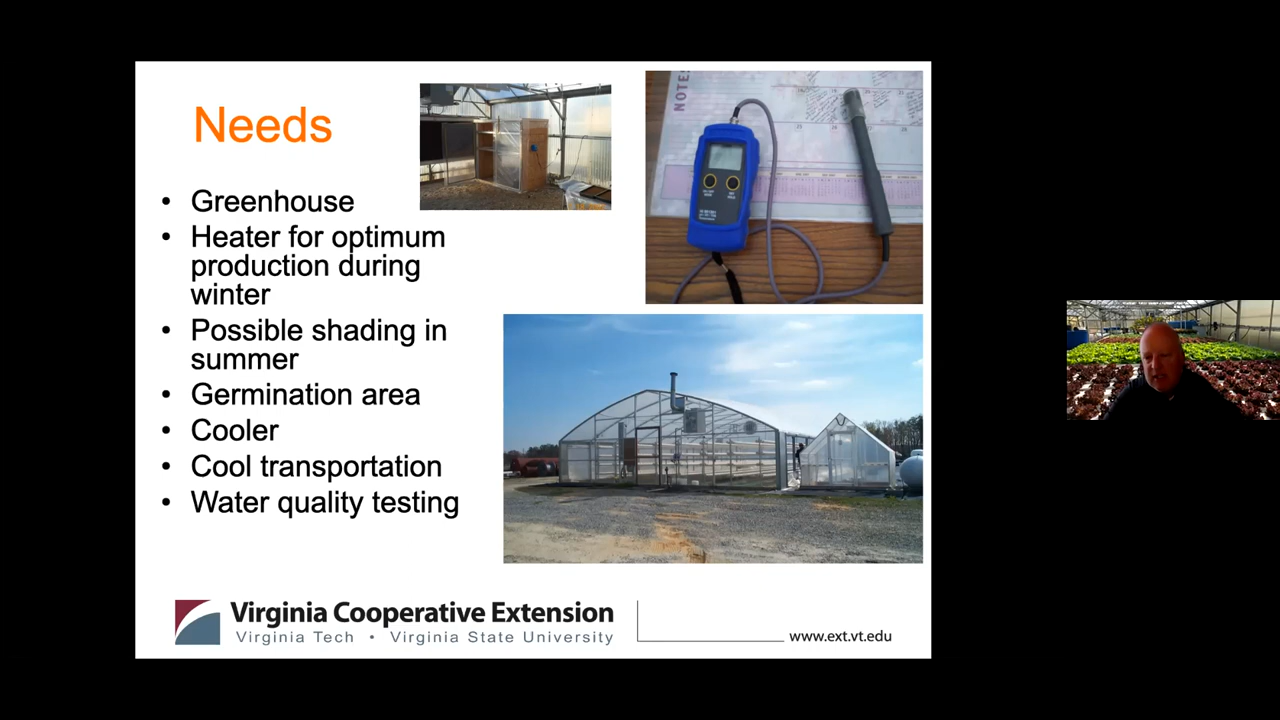 Needs
• Greenhouse
• Heater for optimum
production during
winter
• Possible shading in
summer
• Germination area
• Cooler
• Cool transportation
• Water quality testing
NOTES
Virginia Cooperative Extension
Virginia Tech • Virginia State University
www.ext.vt.edu